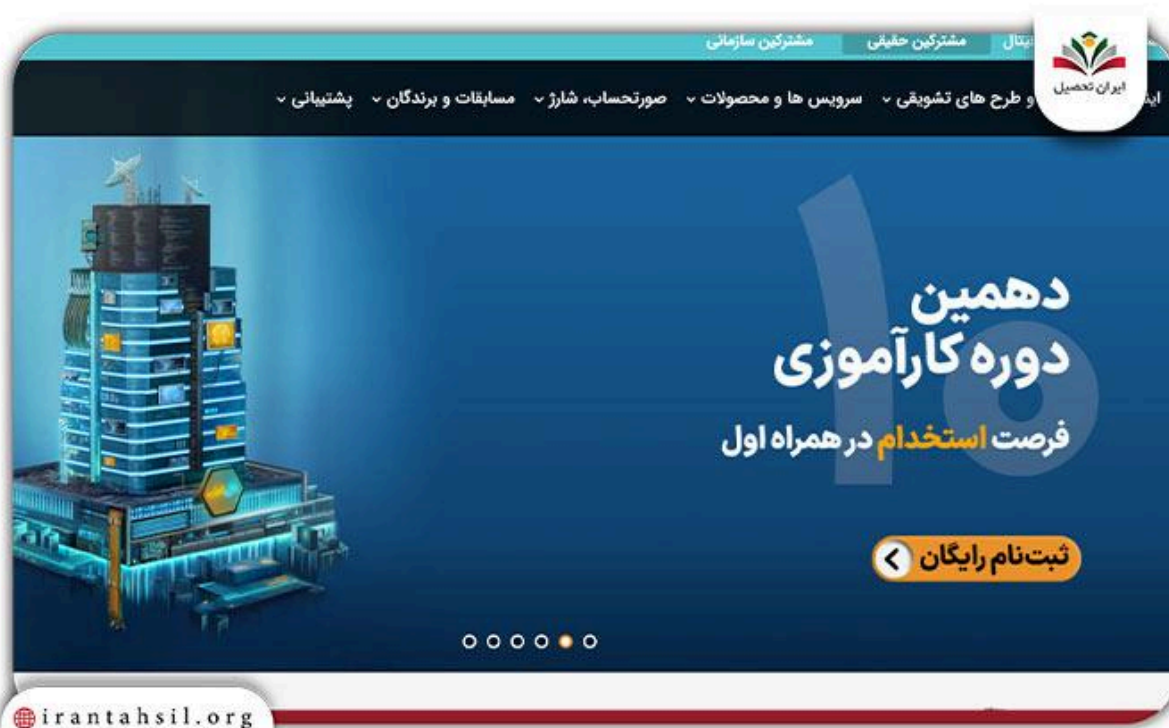 مشترکین حقیقی مشترکین سازمانی
ایران تحصیل
و طرح های تشویقی سرویس ها و محصولات صورتحساب، شارژ مسابقات و برندگان پشتیبانی
۱۰
دهمین
دوره کارآموزی
فرصت استخدام در همراه اول
ثبت‌نام رایگان
irantahsil.org